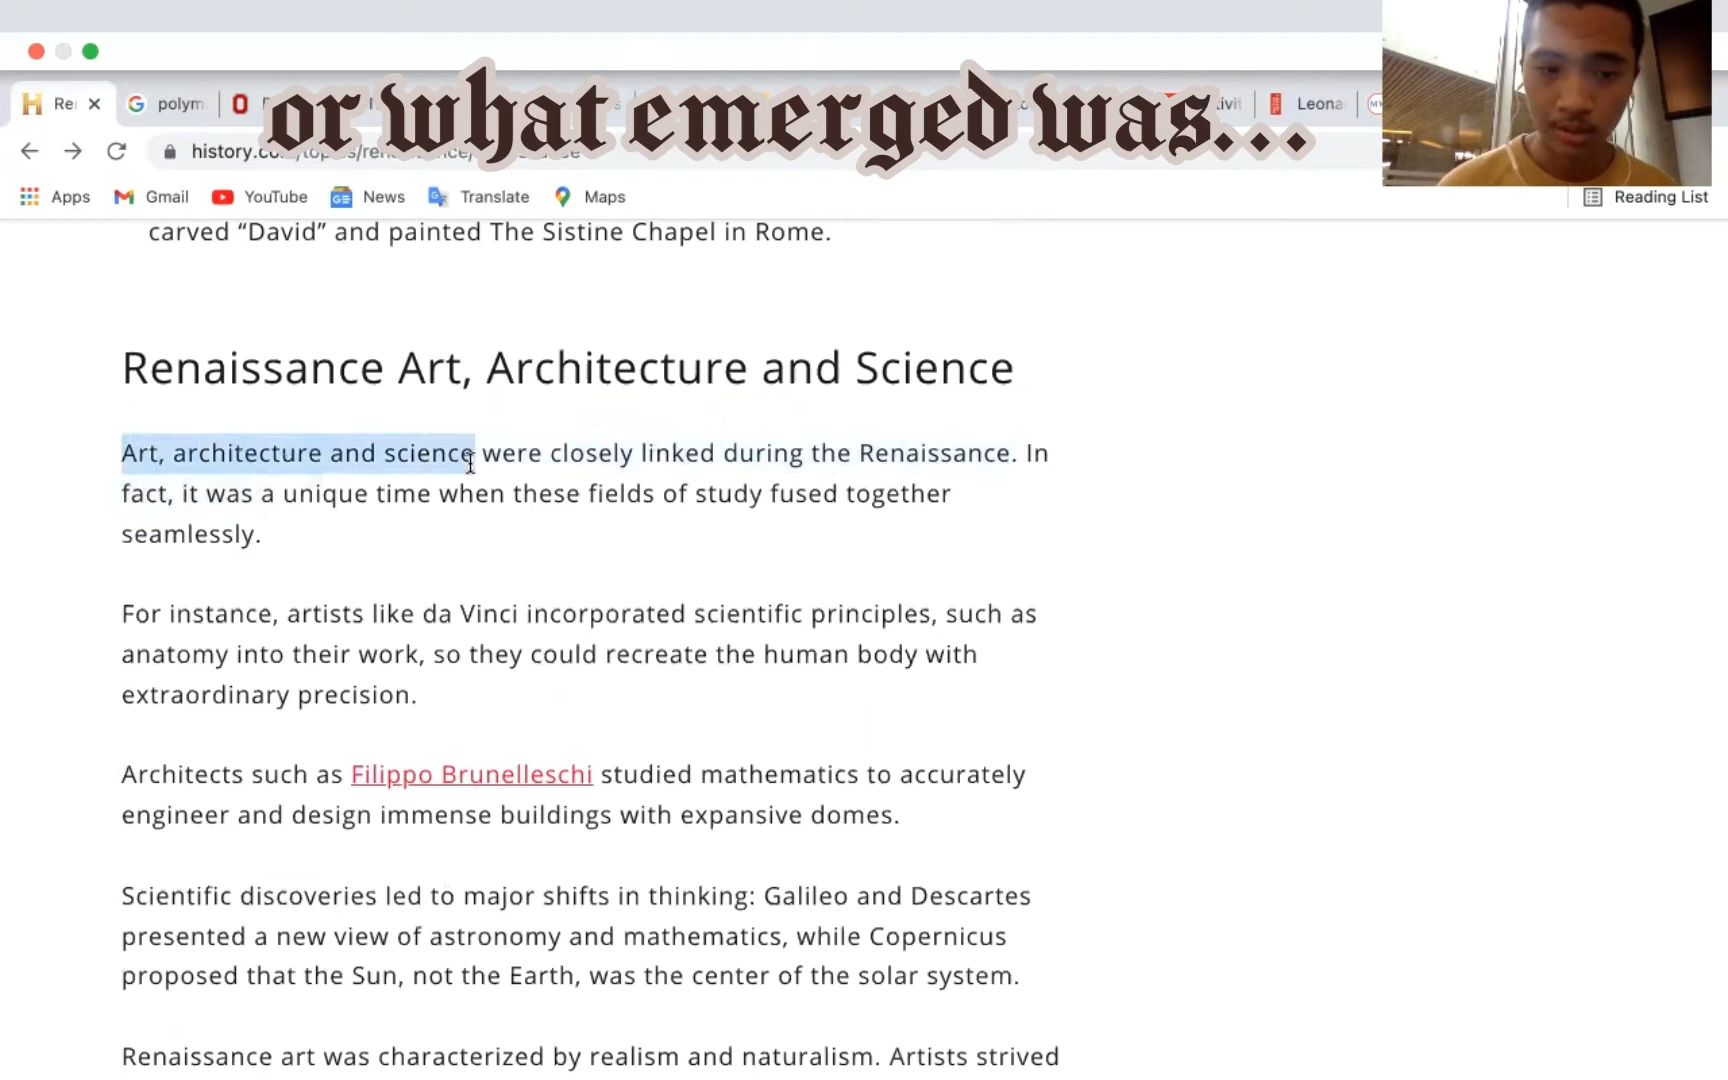 or what emerged was...
Re
polym
Leona
history.co
Apps Gmail YouTube News Translate Maps Reading List
carved “David” and painted The Sistine Chapel in Rome.
Renaissance Art, Architecture and Science
Art, architecture and science were closely linked during the Renaissance. In
fact, it was a unique time when these fields of study fused together
seamlessly.
For instance, artists like da Vinci incorporated scientific principles, such as
anatomy into their work, so they could recreate the human body with
extraordinary precision.
Architects such as Filippo Brunelleschi studied mathematics to accurately
engineer and design immense buildings with expansive domes.
Scientific discoveries led to major shifts in thinking: Galileo and Descartes
presented a new view of astronomy and mathematics, while Copernicus
proposed that the Sun, not the Earth, was the center of the solar system.
Renaissance art was characterized by realism and naturalism. Artists strived